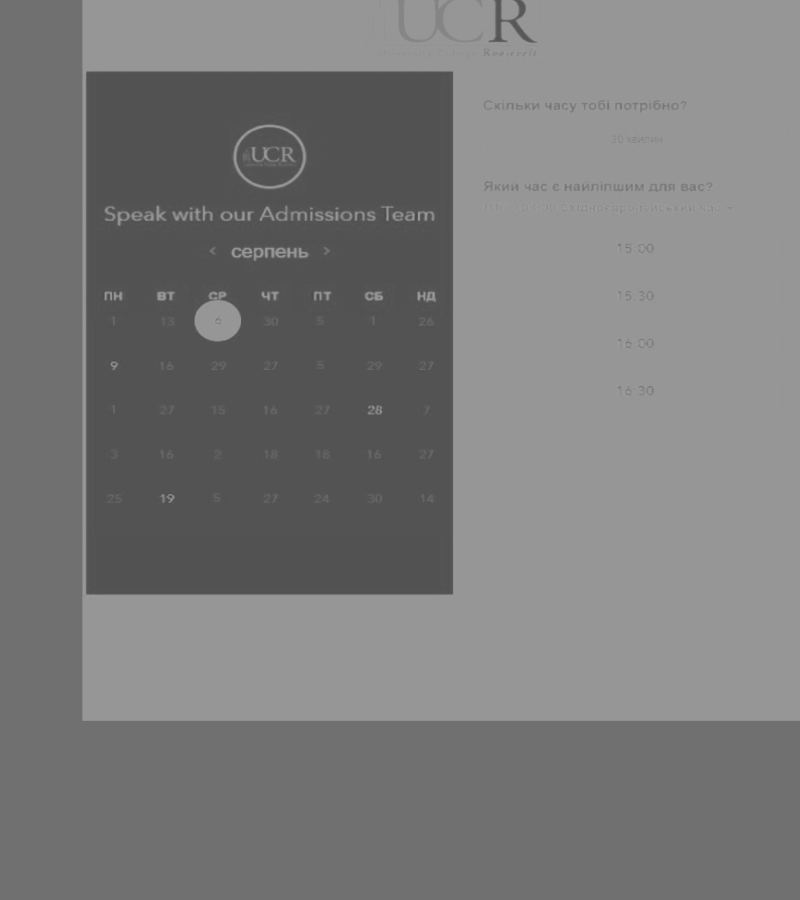 UCR
Roosevelt
UCR
Speak with our Admissions Team
< серпень >
ПН ВТ СР ЧТ ПТ СБ НД
1 13 6 30 5 1 26
9 16 29 27 5 29 27
1 27 15 16 27 28 7
3 16 2 18 18 16 27
25 19 5 27 24 30 14
Скільки часу тобі потрібно?
30 хвилин
Який час є найліпшим для вас?
15:00
15:30
16:00
16:30